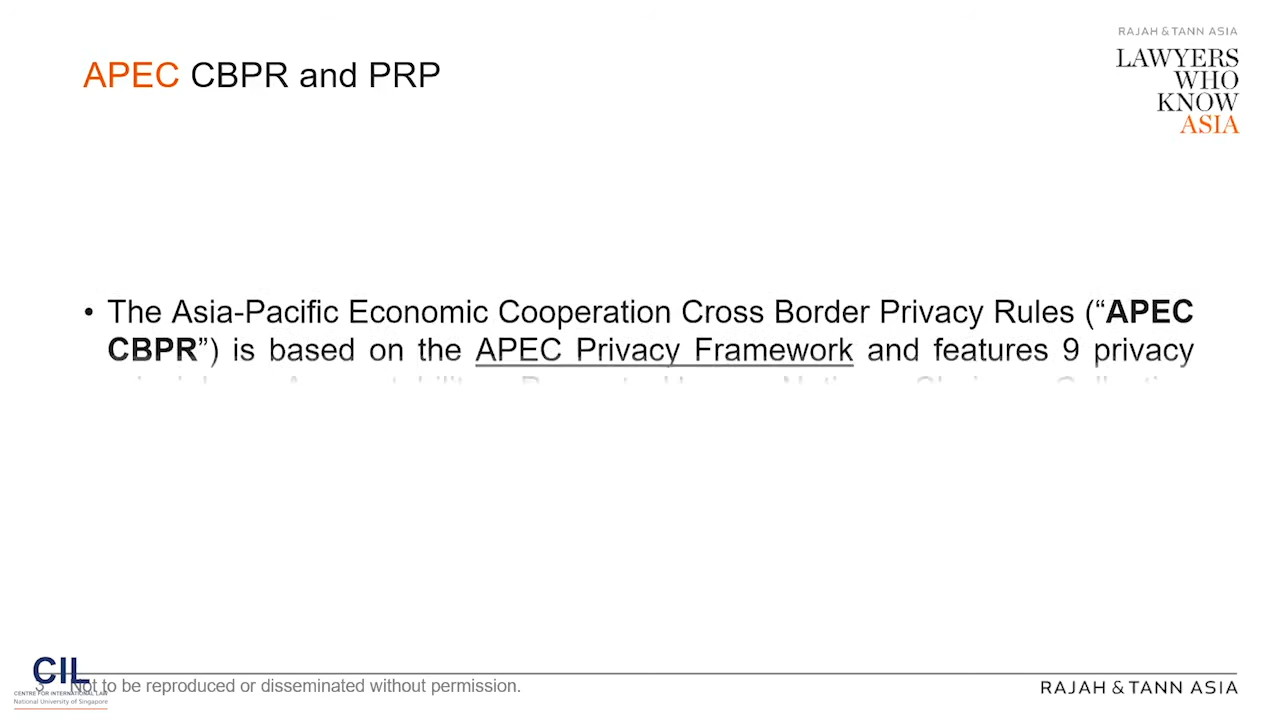 RAJAH & TANN ASIA
LAWYERS
WHO
KNOW
ASIA
APEC CBPR and PRP
• The Asia-Pacific Economic Cooperation Cross Border Privacy Rules (“APEC
CBPR”) is based on the APEC Privacy Framework and features 9 privacy
CIL
3 Not to be reproduced or disseminated without permission.
CENTRE FOR INTERNATIONAL LAW
National University of Singapore
RAJAH & TANN ASIA